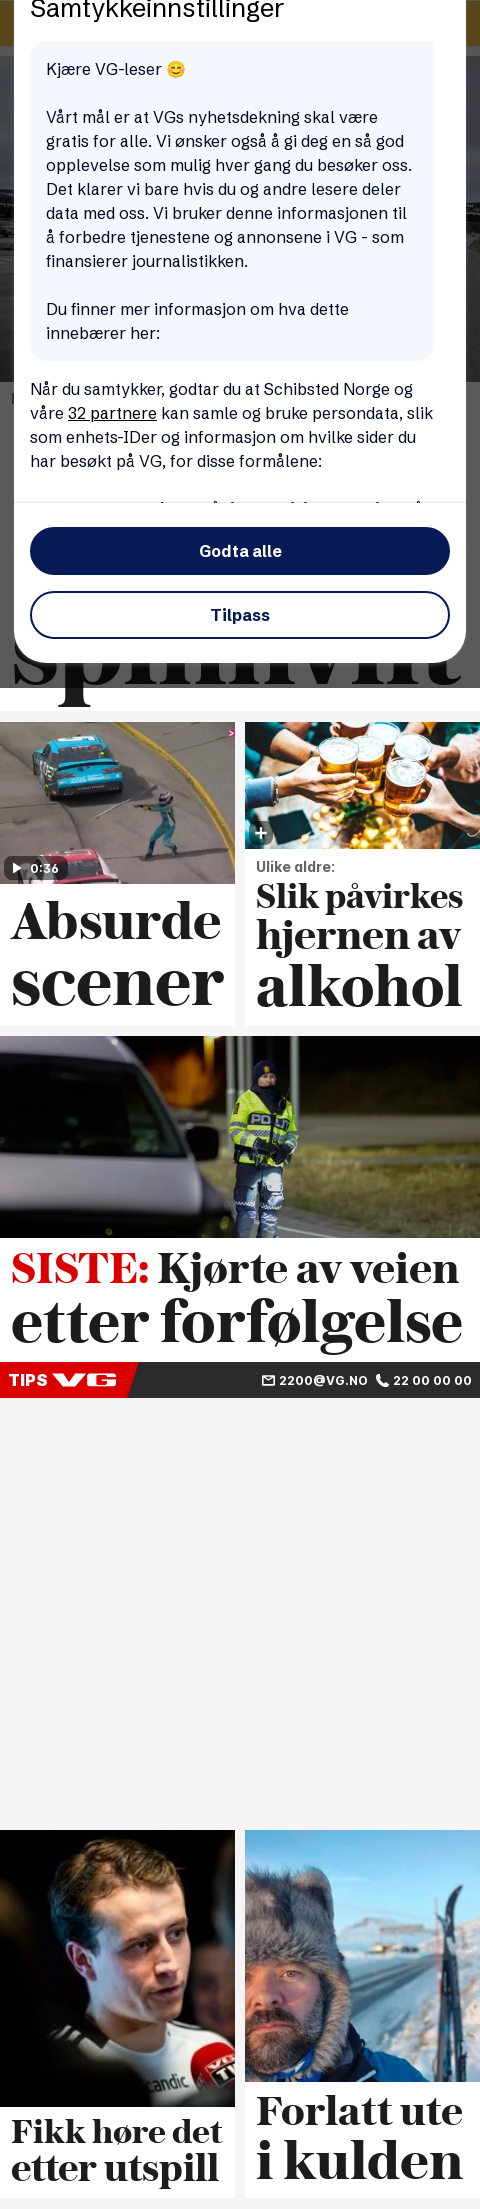 Samtykkeinnstillinger
Kjære VG-leser 😊
Vårt mål er at VGs nyhetsdekning skal være
gratis for alle. Vi ønsker også å gi deg en så god
opplevelse som mulig hver gang du besøker oss.
Det klarer vi bare hvis du og andre lesere deler
data med oss. Vi bruker denne informasjonen til
å forbedre tjenestene og annonsene i VG - som
finansierer journalistikken.
Du finner mer informasjon om hva dette
innebærer her:
Når du samtykker, godtar du at Schibsted Norge og
våre 32 partnere kan samle og bruke persondata, slik
som enhets-IDer og informasjon om hvilke sider du
har besøkt på VG, for disse formålene:
Godta alle
Tilpass
0:36
Absurde
scener
Ulike aldre:
Slik påvirkes
hjernen av
alkohol
POLITI
SISTE: Kjørte av veien
etter forfølgelse
TIPS VG 2200@VG.NO 22 00 00 00
VG
Fikk høre det
etter utspill
Forlatt ute
i kulden